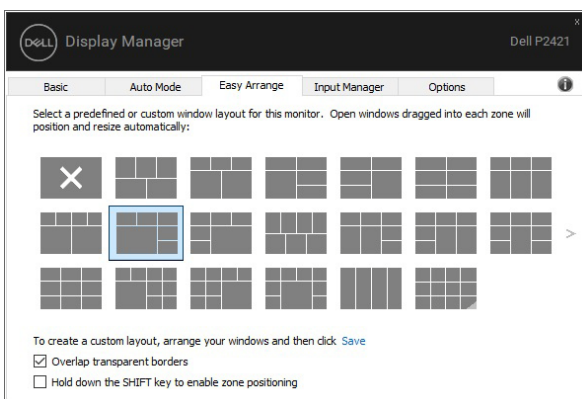 x
DELL Display Manager Dell P2421
Basic Auto Mode Easy Arrange Input Manager Options i
Select a predefined or custom window layout for this monitor. Open windows dragged into each zone will
position and resize automatically:
>
To create a custom layout, arrange your windows and then click Save
Overlap transparent borders
Hold down the SHIFT key to enable zone positioning